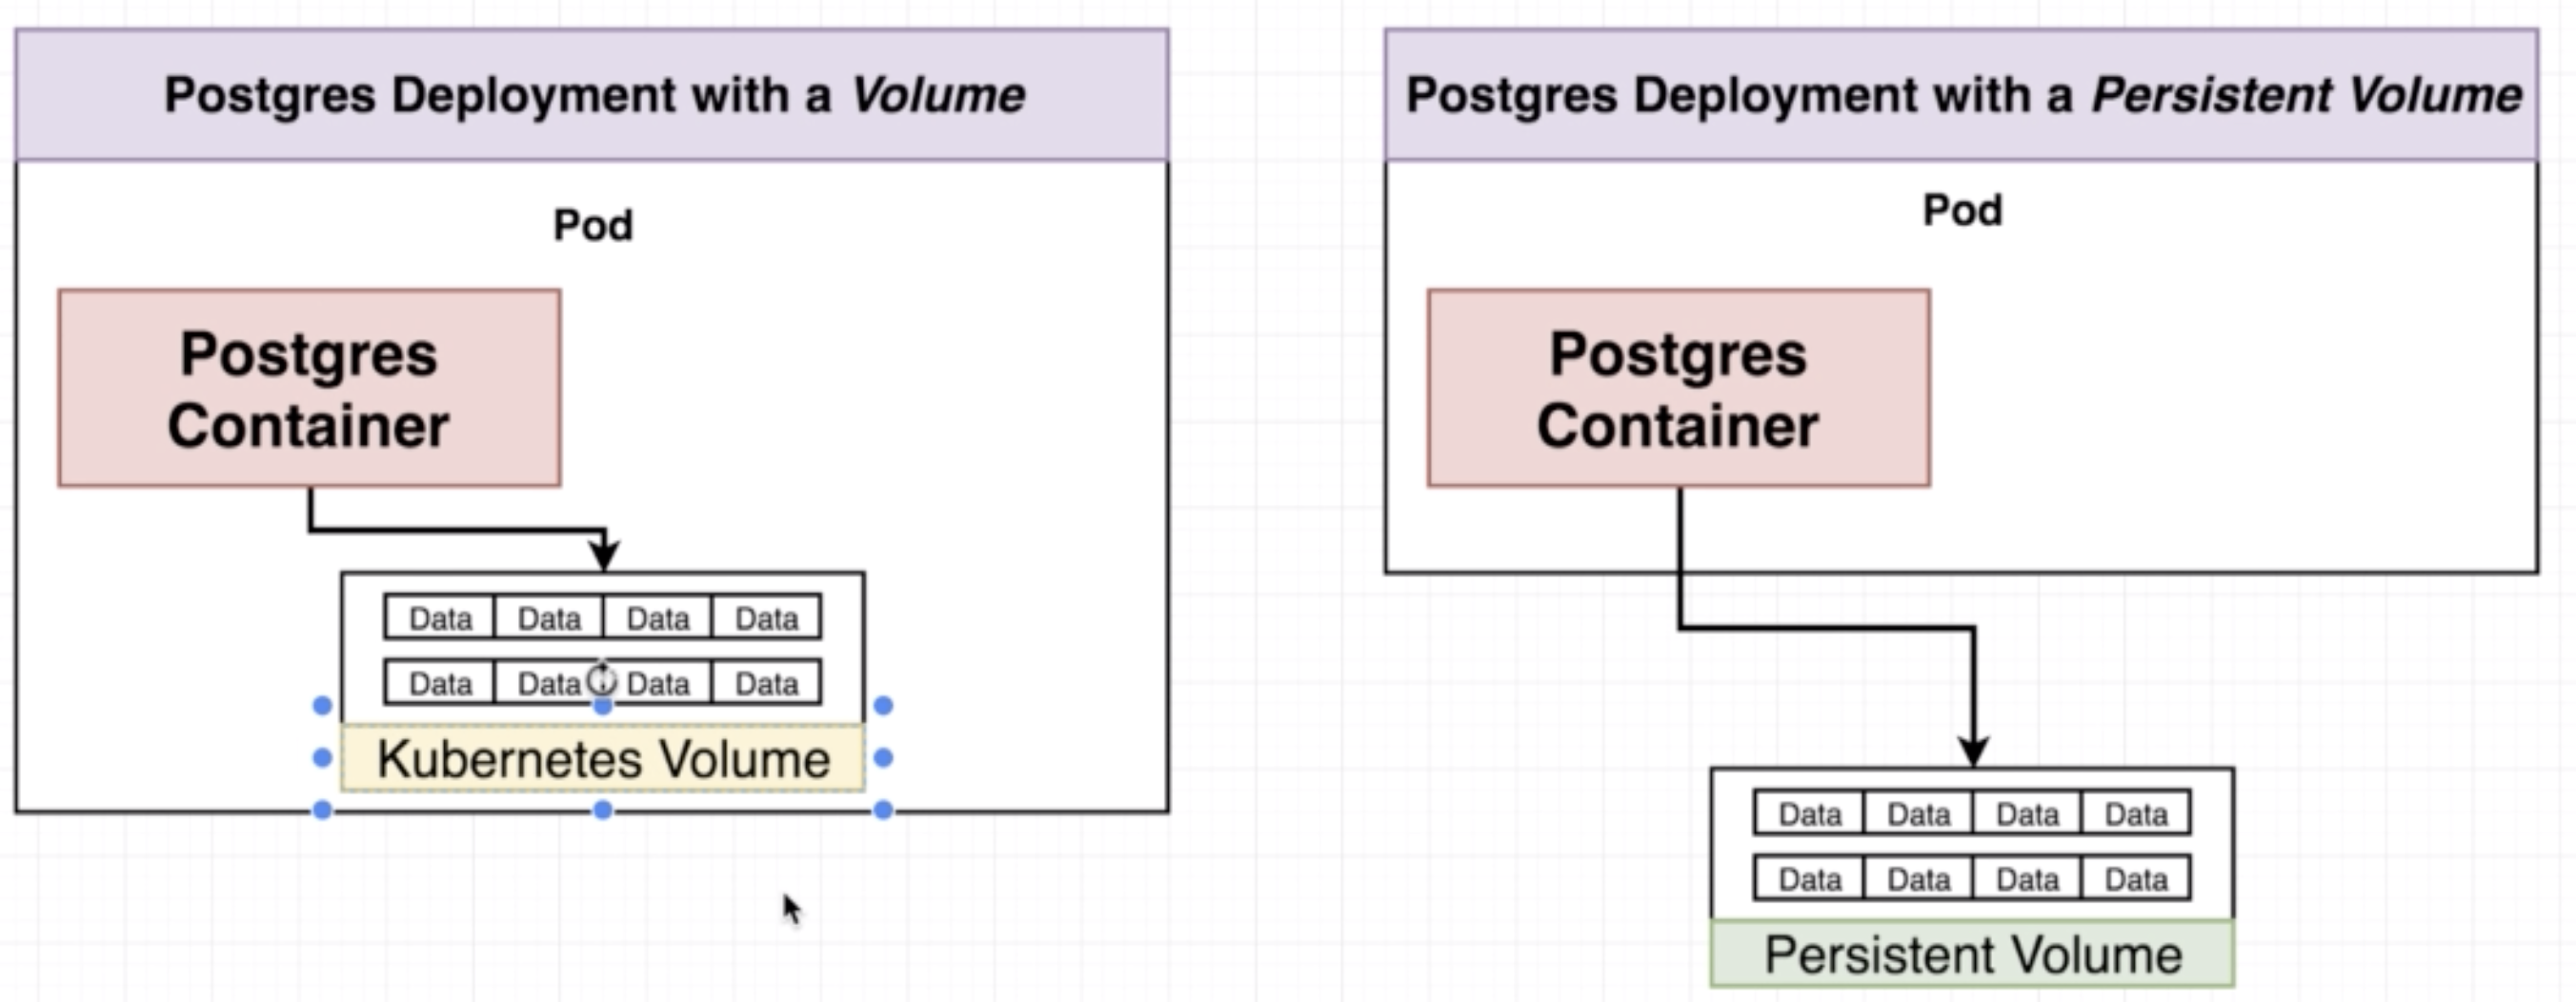 Postgres Deployment with a Volume
Pod
Postgres
Container
Data Data Data Data
Data Data Data Data
Kubernetes Volume
Postgres Deployment with a Persistent Volume
Pod
Postgres
Container
Data Data Data Data
Data Data Data Data
Persistent Volume